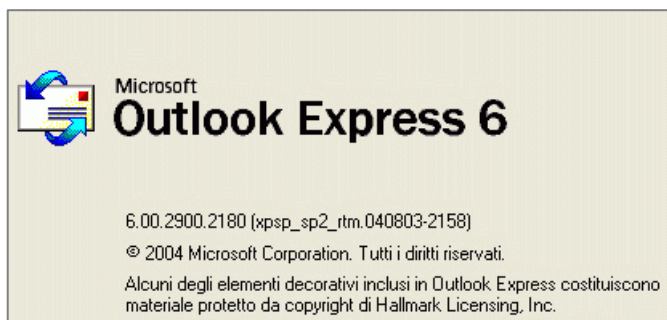 Microsoft
Outlook Express 6
6.00.2900.2180 (xpsp_sp2_rtm.040803-2158)
© 2004 Microsoft Corporation. Tutti i diritti riservati.
Alcuni degli elementi decorativi inclusi in Outlook Express costituiscono
materiale protetto da copyright di Hallmark Licensing, Inc.